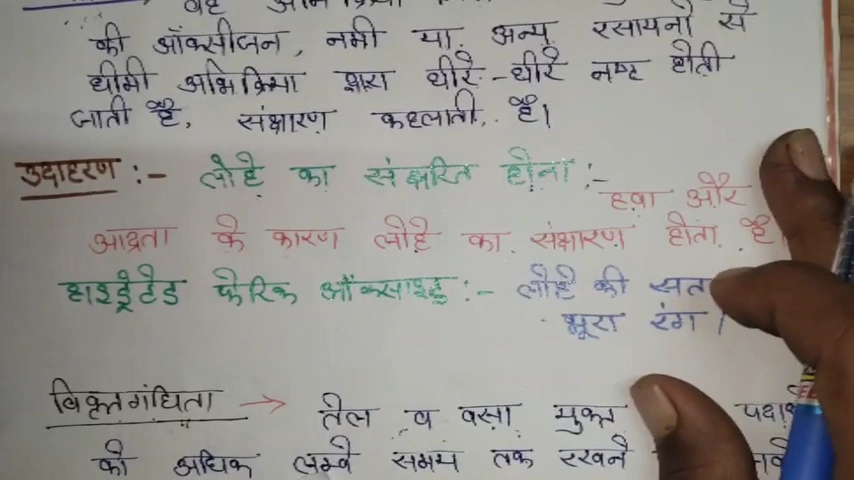 वह
की ऑक्सीजन, नमी या अन्य रसायनो से
धीमी अभिक्रिया द्वारा धीरे-धीरे नष्ट होती
जाती है, संक्षारण कहलाती है।
उदाहरण :- लोहे का संक्षरित होना :-
हवा और
आद्रता के कारण लोहे का संक्षारण होता है
हाइड्रेटेड फेरिक ऑक्साइड :- लोहे की
भूरा रंग।
विकृतगंधिता → तेल व वसा युक्त
को अधिक लम्बे समय तक रखने